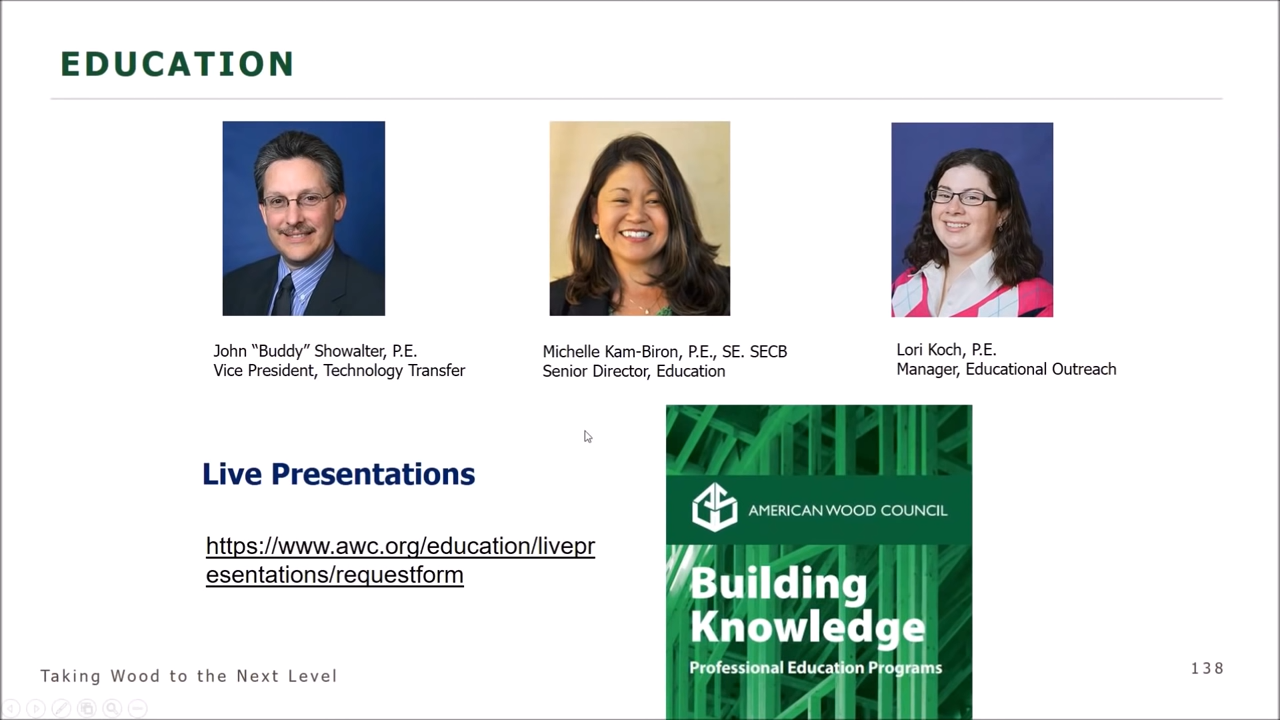 EDUCATION
John “Buddy” Showalter, P.E.
Vice President, Technology Transfer
Michelle Kam-Biron, P.E., SE. SECB
Senior Director, Education
Lori Koch, P.E.
Manager, Educational Outreach
Live Presentations
https://www.awc.org/education/livepr
esentations/requestform
AMERICAN WOOD COUNCIL
Building
Knowledge
Professional Education Programs
Taking Wood to the Next Level
138